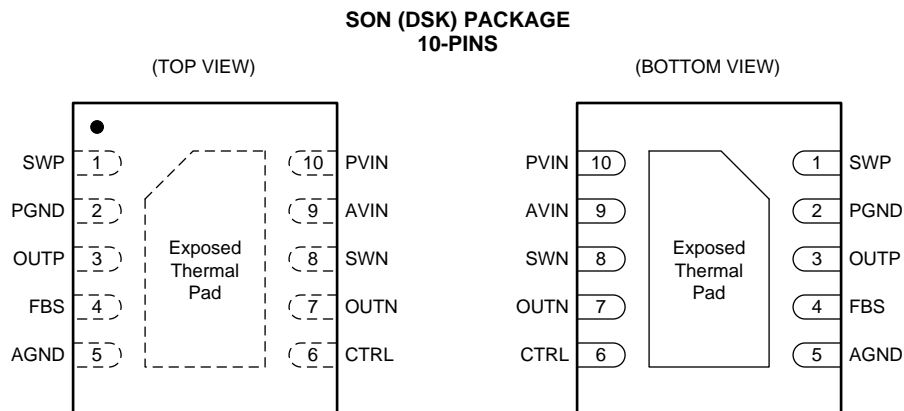 SON (DSK) PACKAGE
10-PINS
(TOP VIEW)
SWP 1 10 PVIN
PGND 2 9 AVIN
OUTP 3 8 SWN
FBS 4 7 OUTN
AGND 5 6 CTRL
Exposed
Thermal
Pad
(BOTTOM VIEW)
PVIN 10 1 SWP
AVIN 9 2 PGND
SWN 8 3 OUTP
OUTN 7 4 FBS
CTRL 6 5 AGND
Exposed
Thermal
Pad